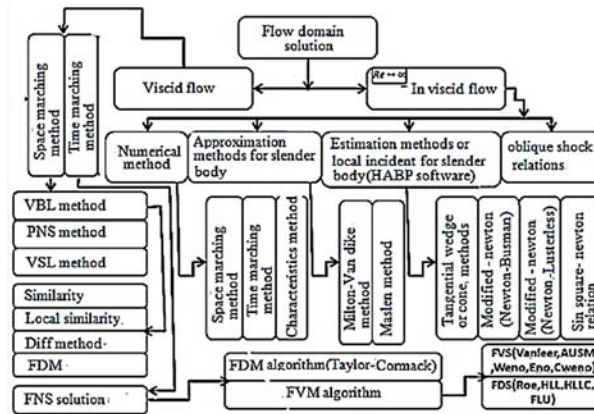 Flow domain
solution
Viscid flow
Re ↦ ∞
In viscid flow
Space marching
method
Time marching
method
Numerical
method
Approximation
methods for slender
body
Estimation methods or
local incident for slender
body(HABP software)
oblique shock
relations
VBL method
PNS method
VSL method
Similarity
Local similarity
Diff method
FDM
FNS solution
Space marching
method
Time marching
method
Characteristics method
Milton-Van dike
method
Maslen method
Tangential wedge
or cone, methods
Modified - newton
(Newton-Busman)
Modified - newton
(Newton-Lusterless)
Sin square- newton
relation
FDM algorithm(Taylor-Cormack)
FVM algorithm
FVS(Vanleer,AUSM
,Weno,Eno,Cweno)
FDS(Roe,HLL,HLLC,
FLU)